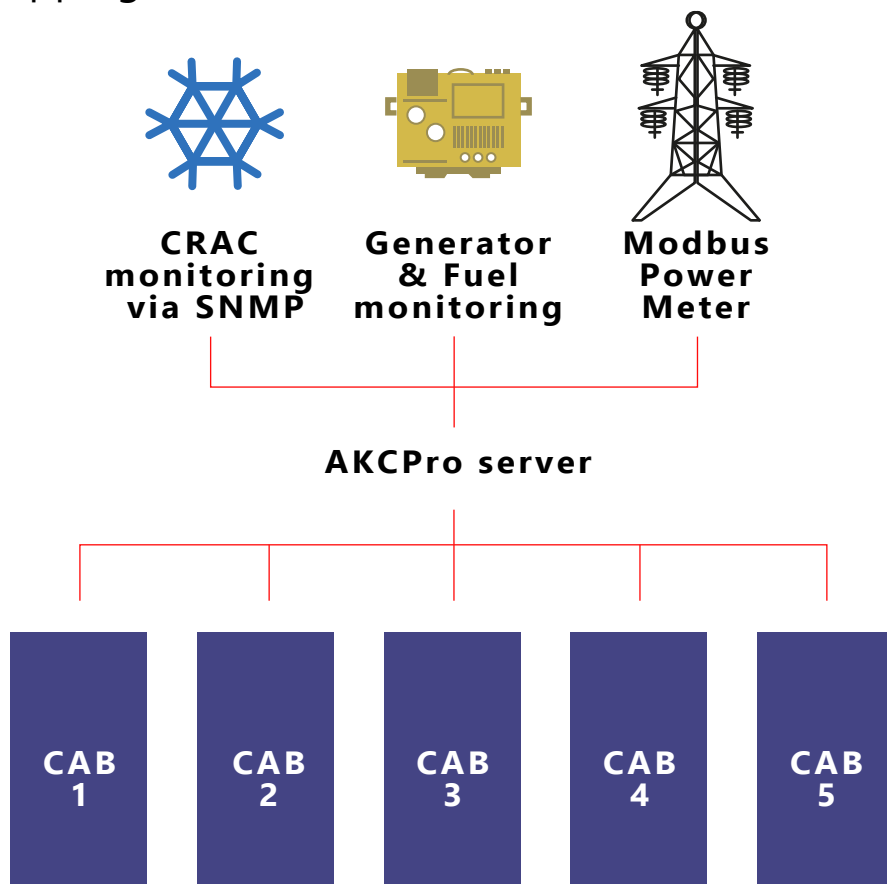 CRAC
monitoring
via SNMP
Generator
& Fuel
monitoring
Modbus
Power
Meter
AKCPro server
CAB
1
CAB
2
CAB
3
CAB
4
CAB
5